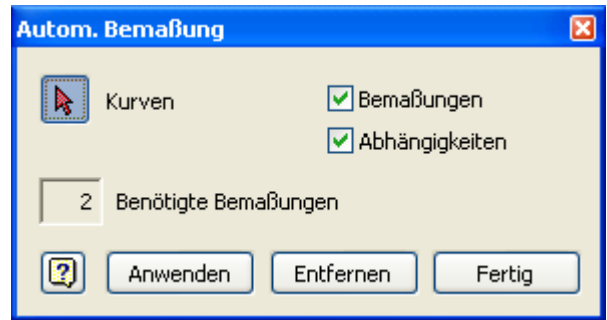 Autom. Bemaßung
Kurven
Bemaßungen
Abhängigkeiten
2 Benötigte Bemaßungen
? Anwenden Entfernen Fertig